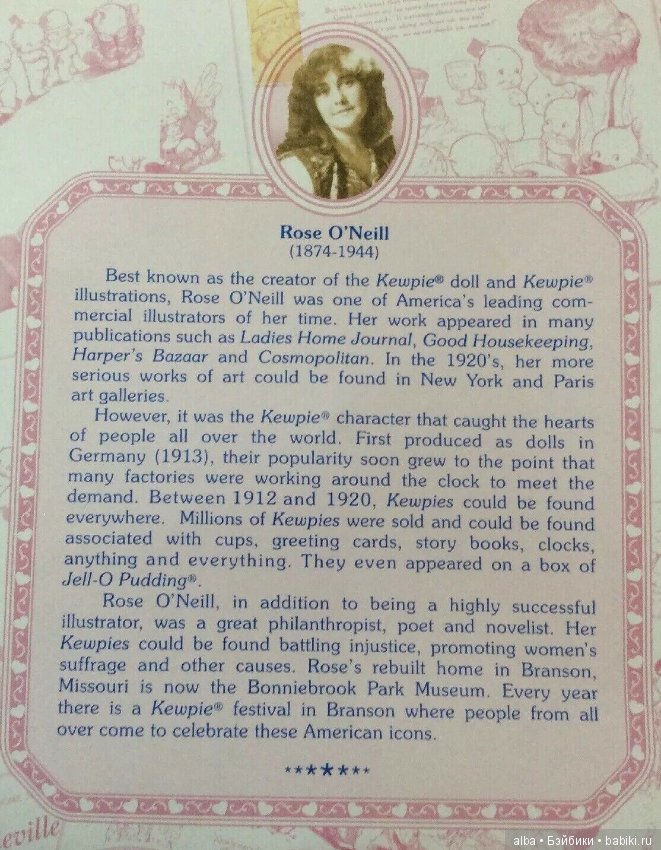 Rose O'Neill
(1874-1944)
Best known as the creator of the Kewpie® doll and Kewpie®
illustrations, Rose O'Neill was one of America's leading com-
mercial illustrators of her time. Her work appeared in many
publications such as Ladies Home Journal, Good Housekeeping,
Harper's Bazaar and Cosmopolitan. In the 1920's, her more
serious works of art could be found in New York and Paris
art galleries.
However, it was the Kewpie® character that caught the hearts
of people all over the world. First produced as dolls in
Germany (1913), their popularity soon grew to the point that
many factories were working around the clock to meet the
demand. Between 1912 and 1920, Kewpies could be found
everywhere. Millions of Kewpies were sold and could be found
associated with cups, greeting cards, story books, clocks,
anything and everything. They even appeared on a box of
Jell-O Pudding®.
Rose O'Neill, in addition to being a highly successful
illustrator, was a great philanthropist, poet and novelist. Her
Kewpies could be found battling injustice, promoting women's
suffrage and other causes. Rose's rebuilt home in Branson,
Missouri is now the Bonniebrook Park Museum. Every year
there is a Kewpie® festival in Branson where people from all
over come to celebrate these American icons.
*******
eville
alba • Бэйбики • babiki.ru